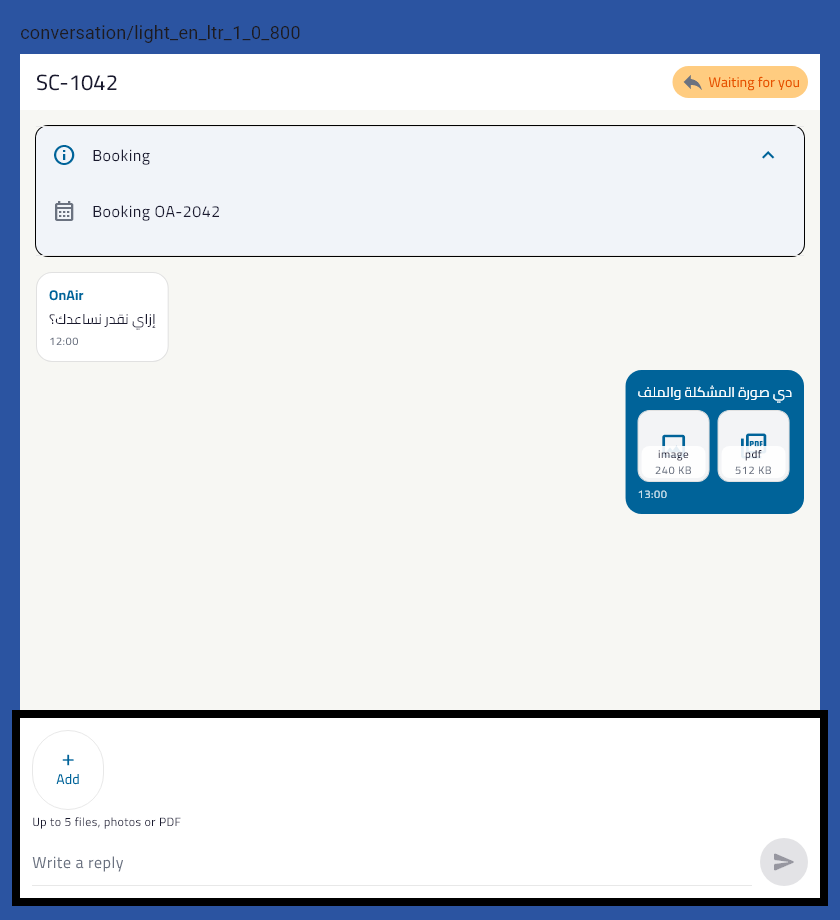 conversation/light_en_ltr_1_0_800
SC-1042
Waiting for you
Booking
Booking OA-2042
OnAir
إزاي نقدر نساعدك؟
12:00
دي صورة المشكلة والملف
image
240 KB
PDF
pdf
512 KB
13:00
Add
Up to 5 files, photos or PDF
Write a reply